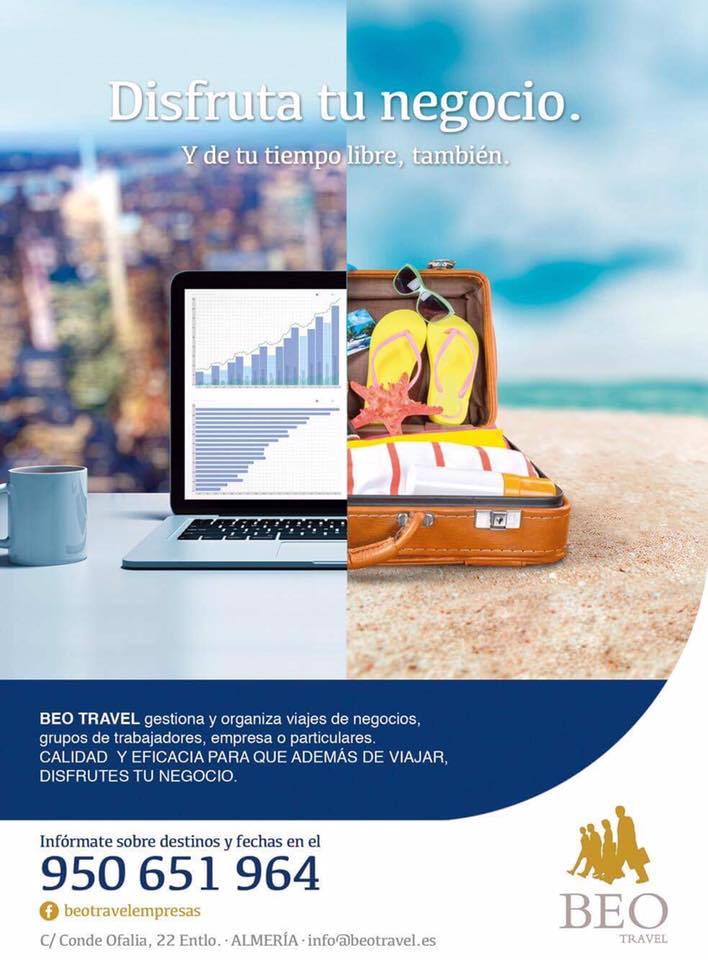 Disfruta tu negocio.
Y de tu tiempo libre, también.
BEO TRAVEL gestiona y organiza viajes de negocios,
grupos de trabajadores, empresa o particulares.
CALIDAD Y EFICACIA PARA QUE ADEMÁS DE VIAJAR,
DISFRUTES TU NEGOCIO.
Infórmate sobre destinos y fechas en el
950 651 964
beotravelempresas
C/ Conde Ofalia, 22 Entlo. · ALMERÍA · info@beotravel.es
BEO
TRAVEL